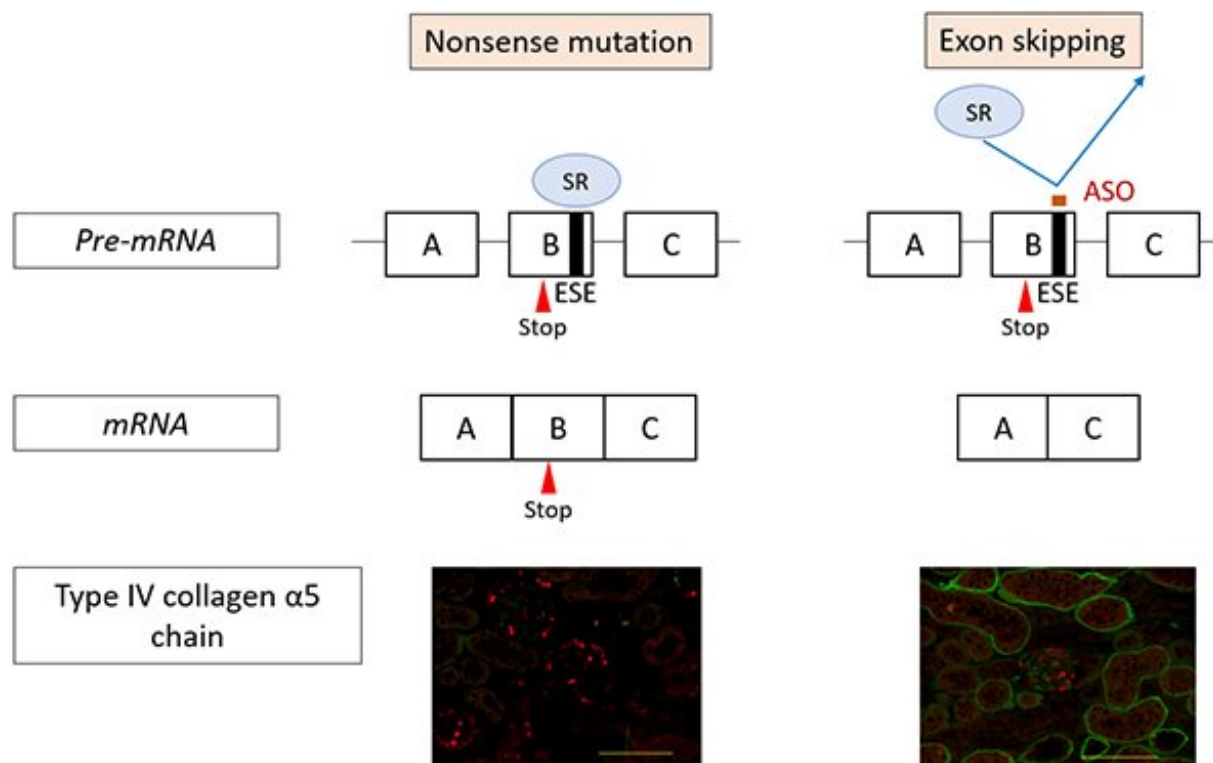 Nonsense mutation
Exon skipping
SR
SR
ASO
Pre-mRNA
A
B
C
A
B
C
ESE
ESE
Stop
Stop
mRNA
A
B
C
A
C
Stop
Type IV collagen α5
chain